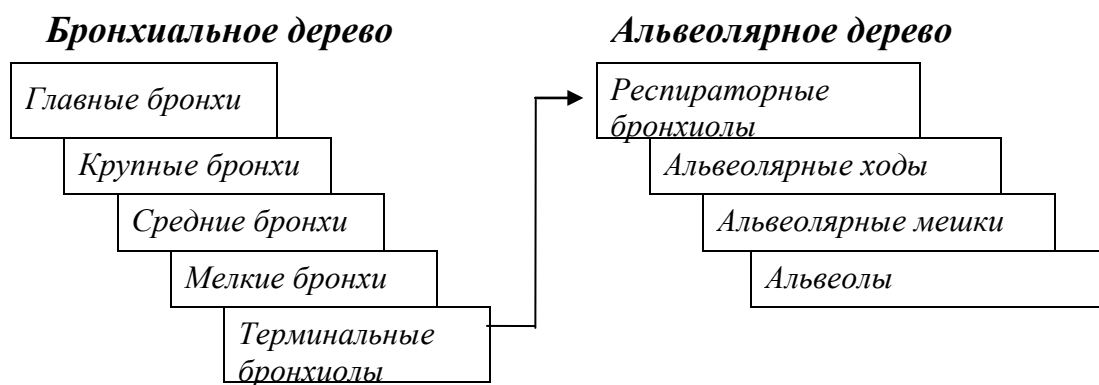 Бронхиальное дерево
Главные бронхи
Крупные бронхи
Средние бронхи
Мелкие бронхи
Терминальные
бронхиолы
Альвеолярное дерево
Респираторные
бронхиолы
Альвеолярные ходы
Альвеолярные мешки
Альвеолы